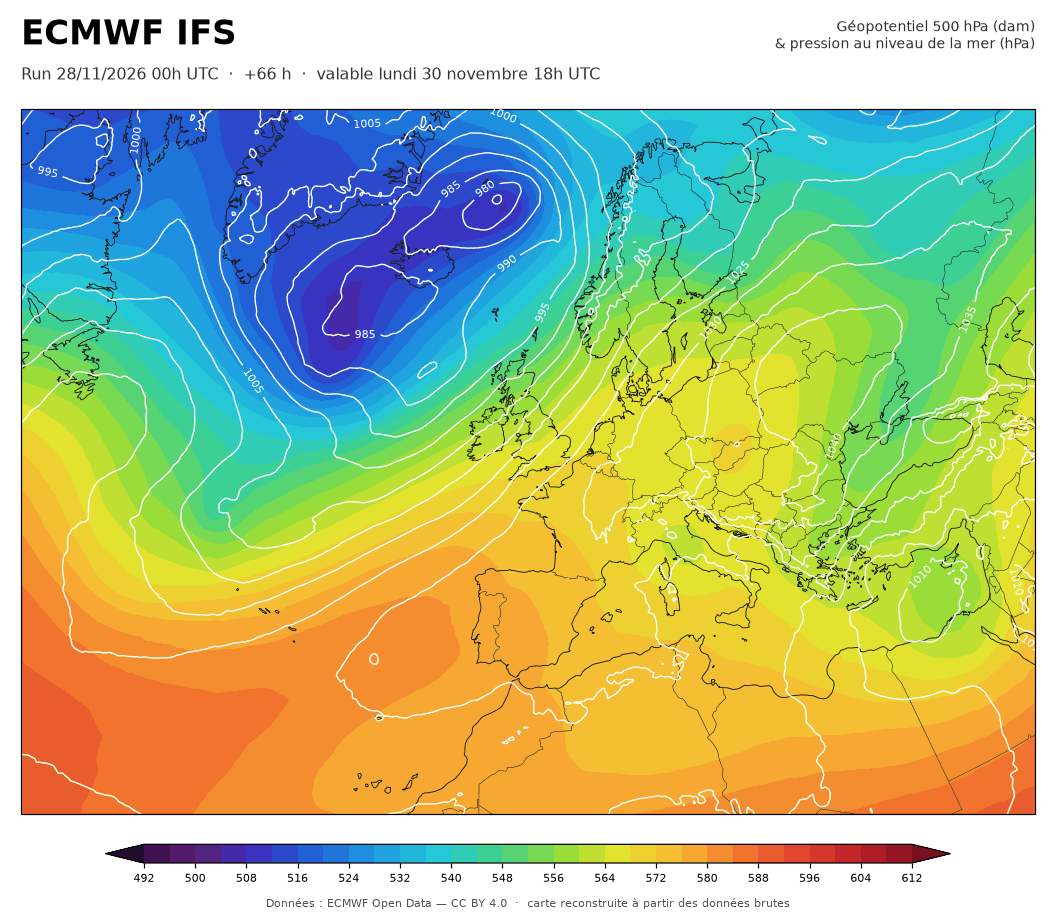 ECMWF IFS
Géopotentiel 500 hPa (dam)
& pression au niveau de la mer (hPa)
Run 28/11/2026 00h UTC · +66 h · valable lundi 30 novembre 18h UTC
1000
1005
1000
995
985
980
990
1025
995
1035
1030
985
1005
1030
1010
1010
492 500 508 516 524 532 540 548 556 564 572 580 588 596 604 612
Données : ECMWF Open Data — CC BY 4.0 · carte reconstruite à partir des données brutes